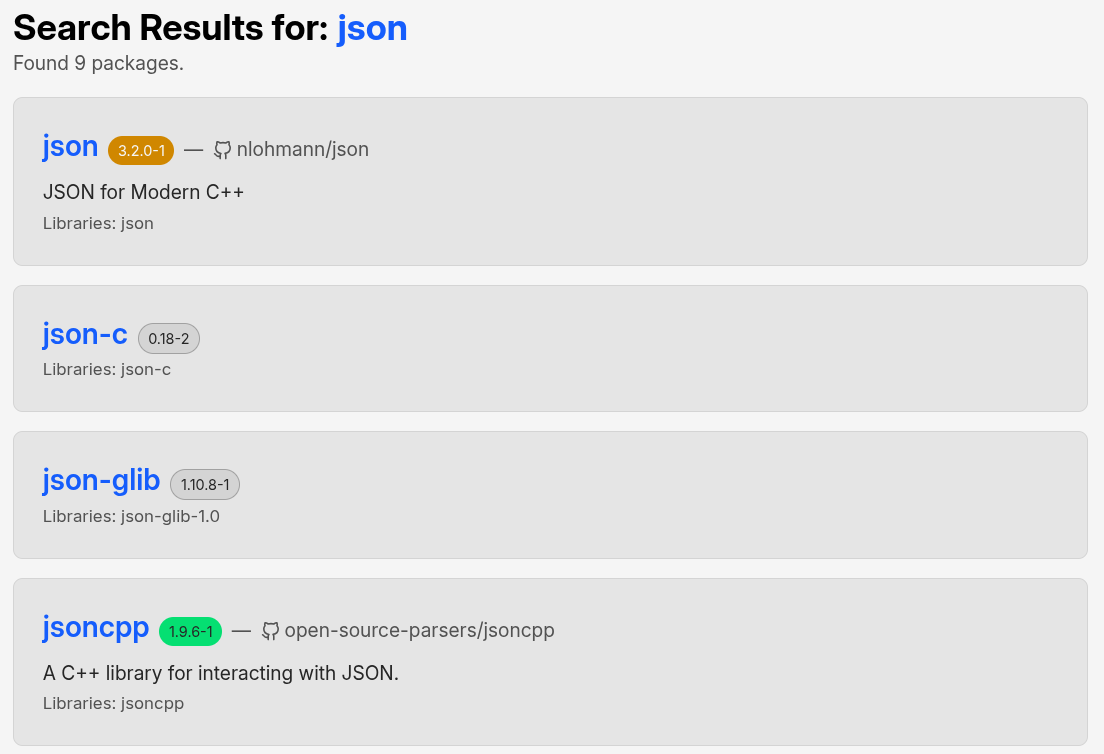 Search Results for: json
Found 9 packages.
json 3.2.0-1 — nlohmann/json
JSON for Modern C++
Libraries: json
json-c 0.18-2
Libraries: json-c
json-glib 1.10.8-1
Libraries: json-glib-1.0
jsoncpp 1.9.6-1 — open-source-parsers/jsoncpp
A C++ library for interacting with JSON.
Libraries: jsoncpp